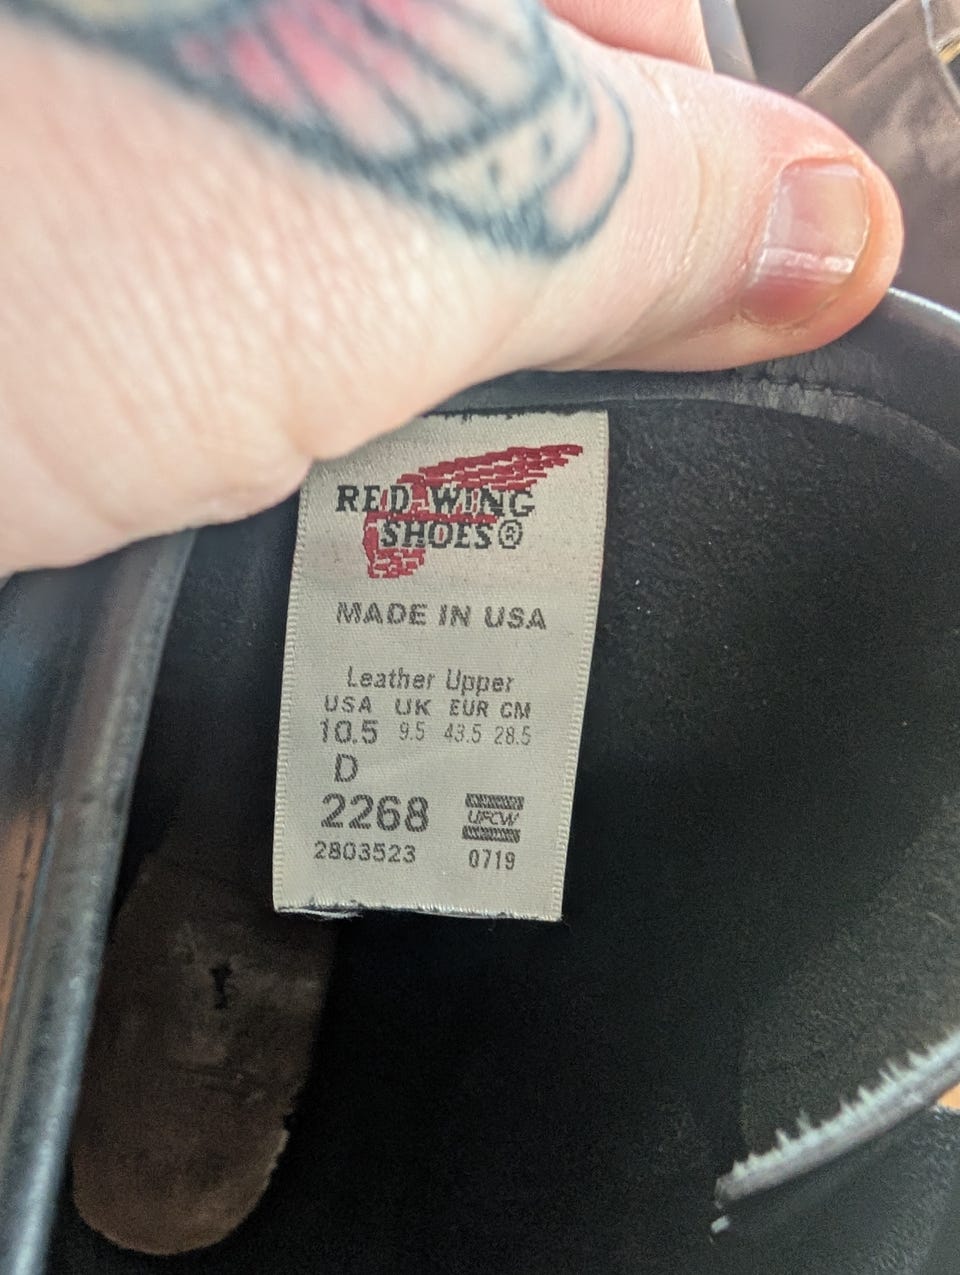 RED WING
SHOES®
MADE IN USA
Leather Upper
USA UK EUR CM
10.5 9.5 43.5 28.5
D
2268
UFCW
2803523 0719